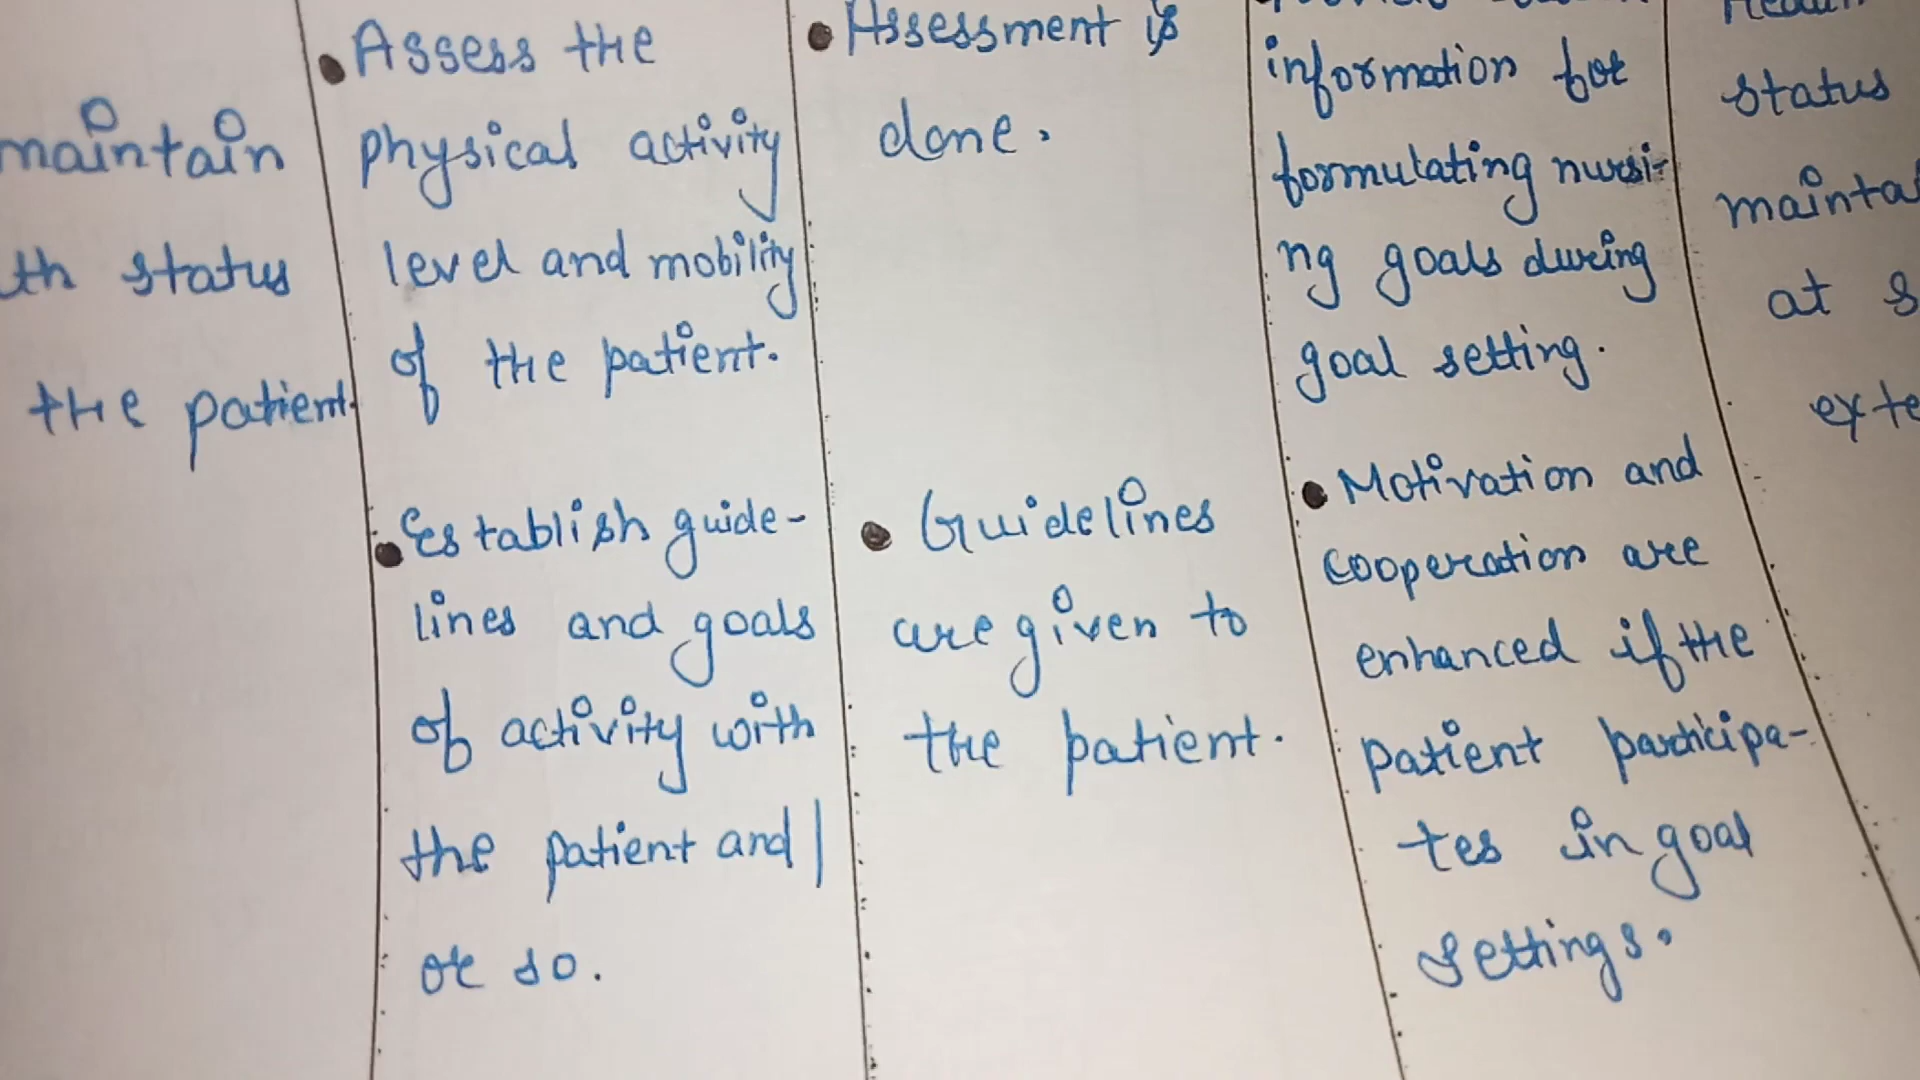 maintain
th status
the patient.
Assess the
physical activity
level and mobility
of the patient.
Establish guide-
lines and goals
of activity with
the patient and |
or so.
Assessment is
done.
Guidelines
are given to
the patient.
information for
formulating nursi-
ng goals during
goal setting.
Motivation and
cooperation are
enhanced if the
patient participa-
tes in goal
settings.
status
mainta
at s
exte